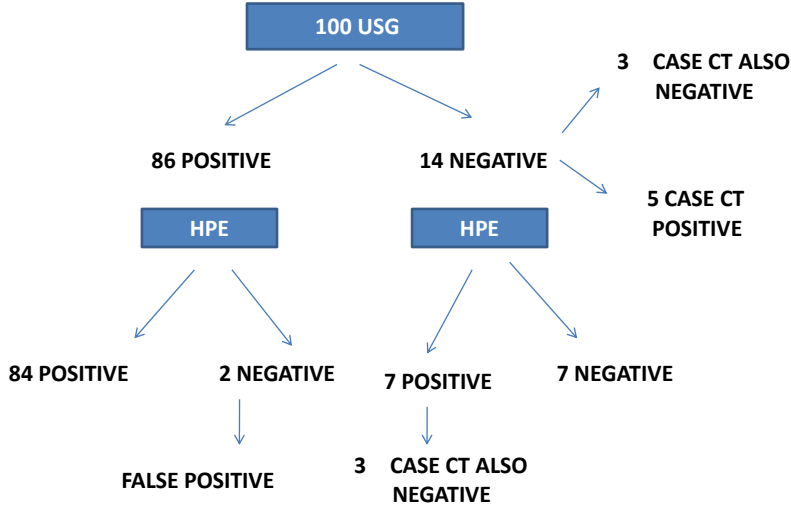 100 USG
3 CASE CT ALSO
NEGATIVE
86 POSITIVE
14 NEGATIVE
5 CASE CT
POSITIVE
HPE
HPE
84 POSITIVE
2 NEGATIVE
7 POSITIVE
7 NEGATIVE
FALSE POSITIVE
3 CASE CT ALSO
NEGATIVE